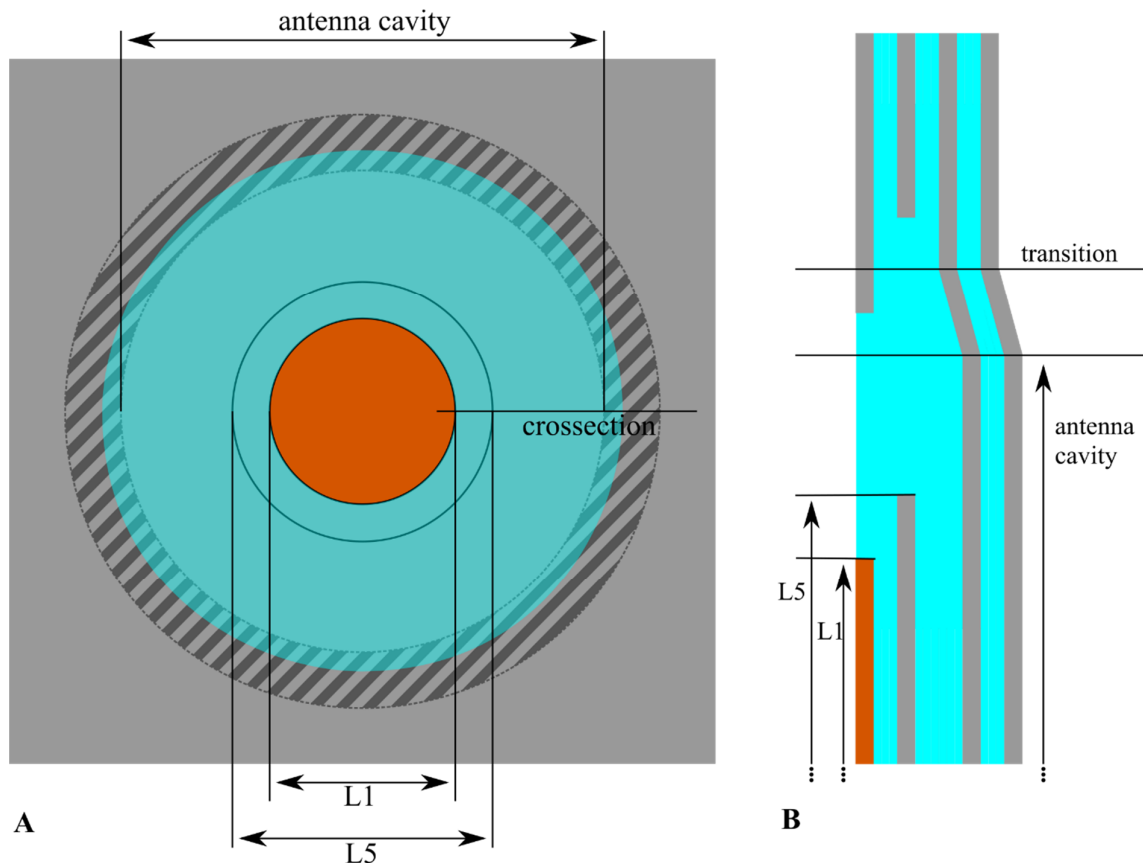 antenna cavity
crossection
L1
L5
A
transition
antenna
cavity
L5
L1
B